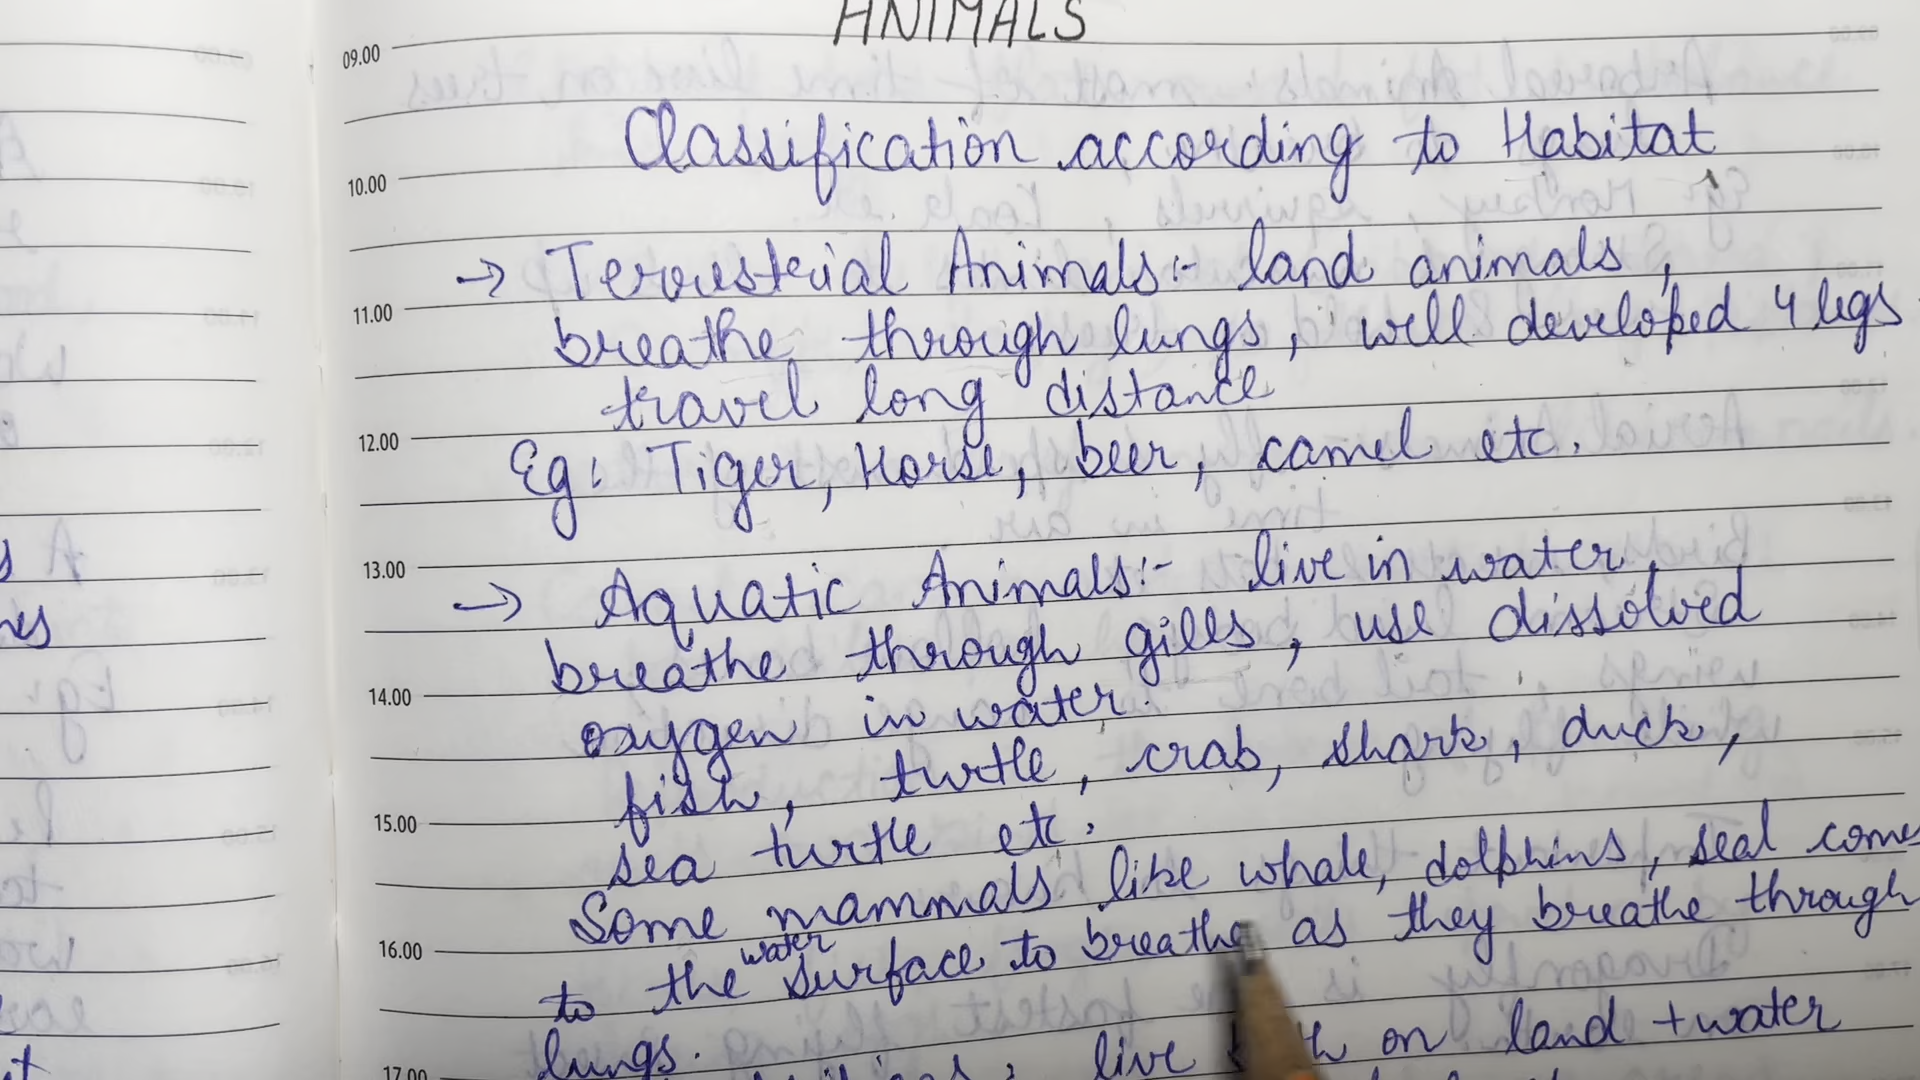 ANIMALS
09.00
Classification according to Habitat
10.00
→ Terrestrial Animals:- land animals,
11.00
breathe through lungs, well developed 4 legs
travel long distance
12.00
Eg: Tiger, Horse, beer, camel etc.
13.00
→ Aquatic Animals:- live in water,
breathe through gills, use dissolved
14.00
oxygen in water.
fish, turtle, crab, shark, duck,
15.00
sea turtle etc.
Some mammals like whale, dolphins, seal comes
16.00
to the water surface to breathe as they breathe through
lungs.
17.00
live on land + water